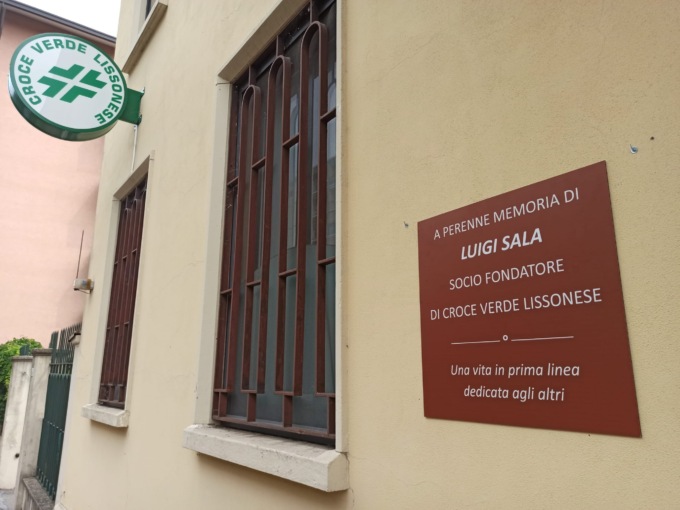 CROCE VERDE LISSONESE
A PERENNE MEMORIA DI
LUIGI SALA
SOCIO FONDATORE
DI CROCE VERDE LISSONESE
Una vita in prima linea
dedicata agli altri